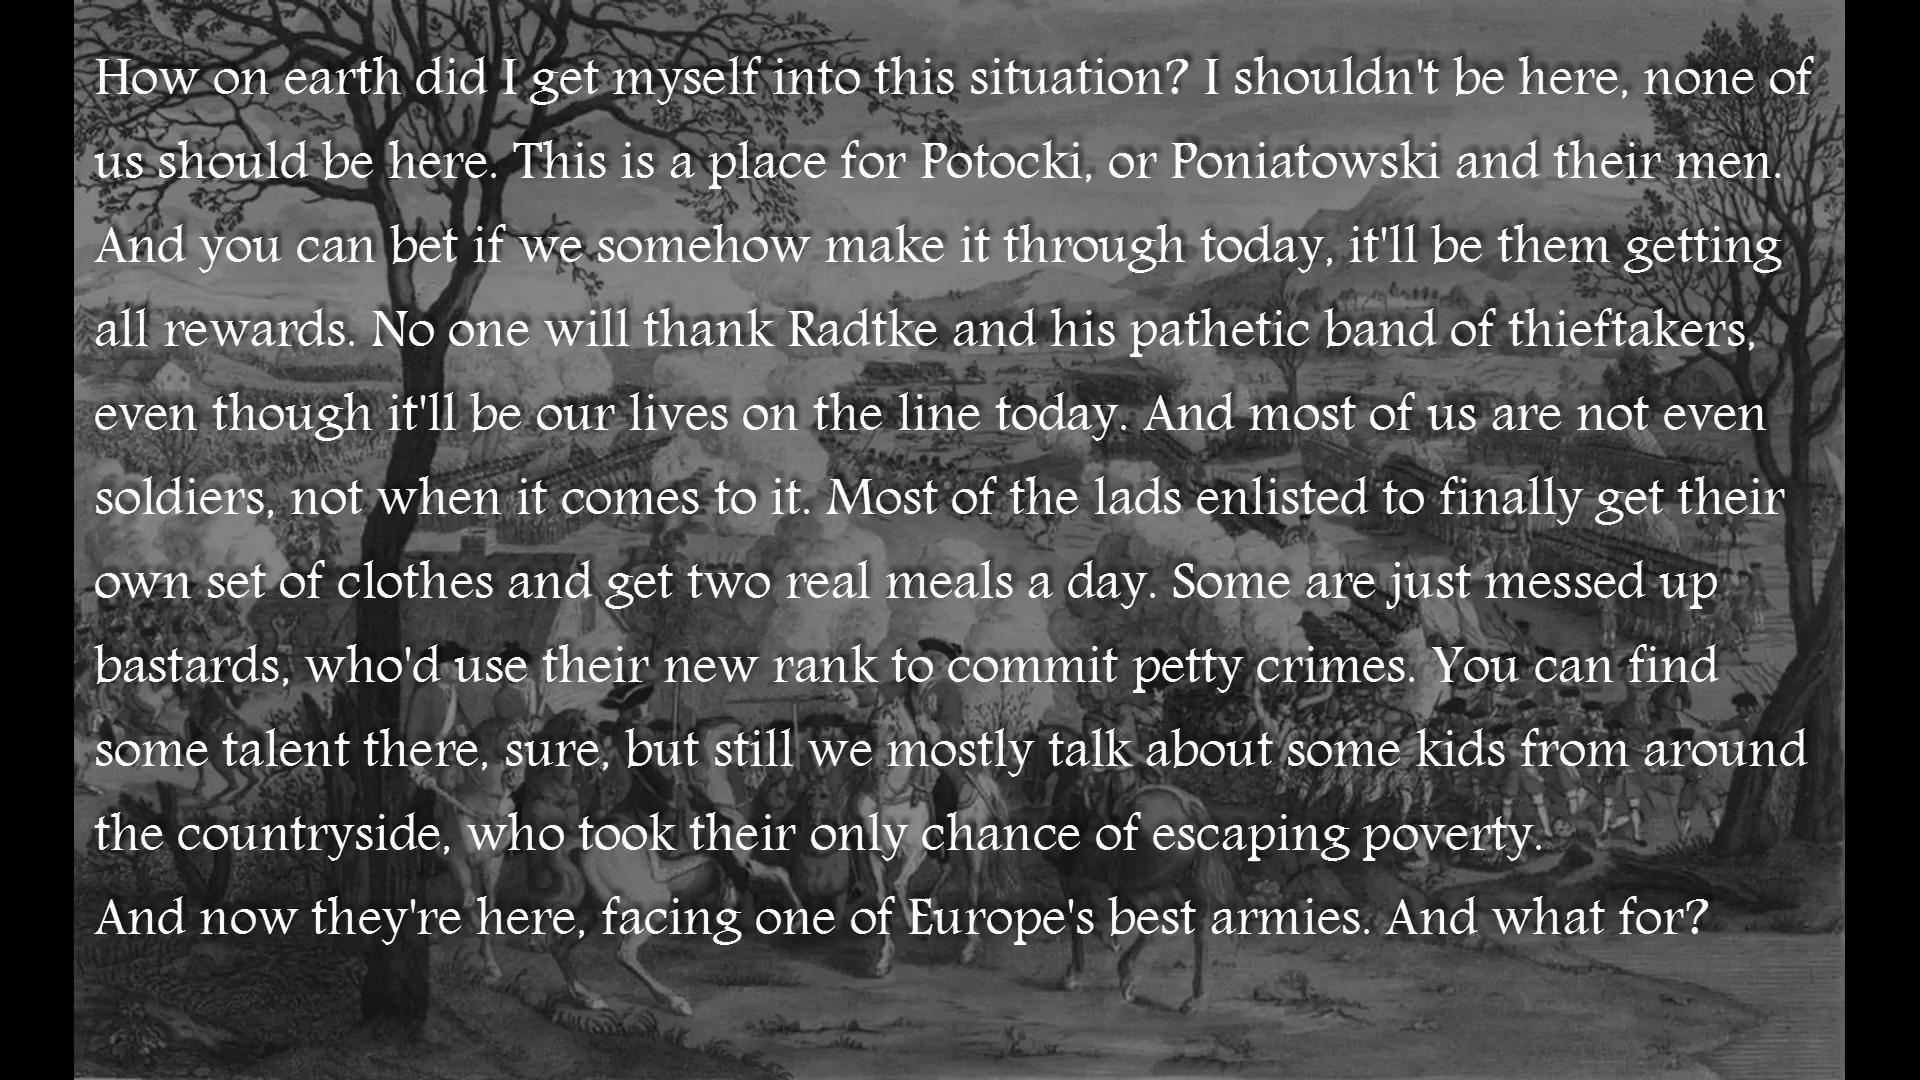 How on earth did I get myself into this situation? I shouldn't be here, none of
us should be here. This is a place for Potocki, or Poniatowski and their men.
And you can bet if we somehow make it through today, it'll be them getting
all rewards. No one will thank Radtke and his pathetic band of thieftakers,
even though it'll be our lives on the line today. And most of us are not even
soldiers, not when it comes to it. Most of the lads enlisted to finally get their
own set of clothes and get two real meals a day. Some are just messed up
bastards, who'd use their new rank to commit petty crimes. You can find
some talent there, sure, but still we mostly talk about some kids from around
the countryside, who took their only chance of escaping poverty.
And now they're here, facing one of Europe's best armies. And what for?